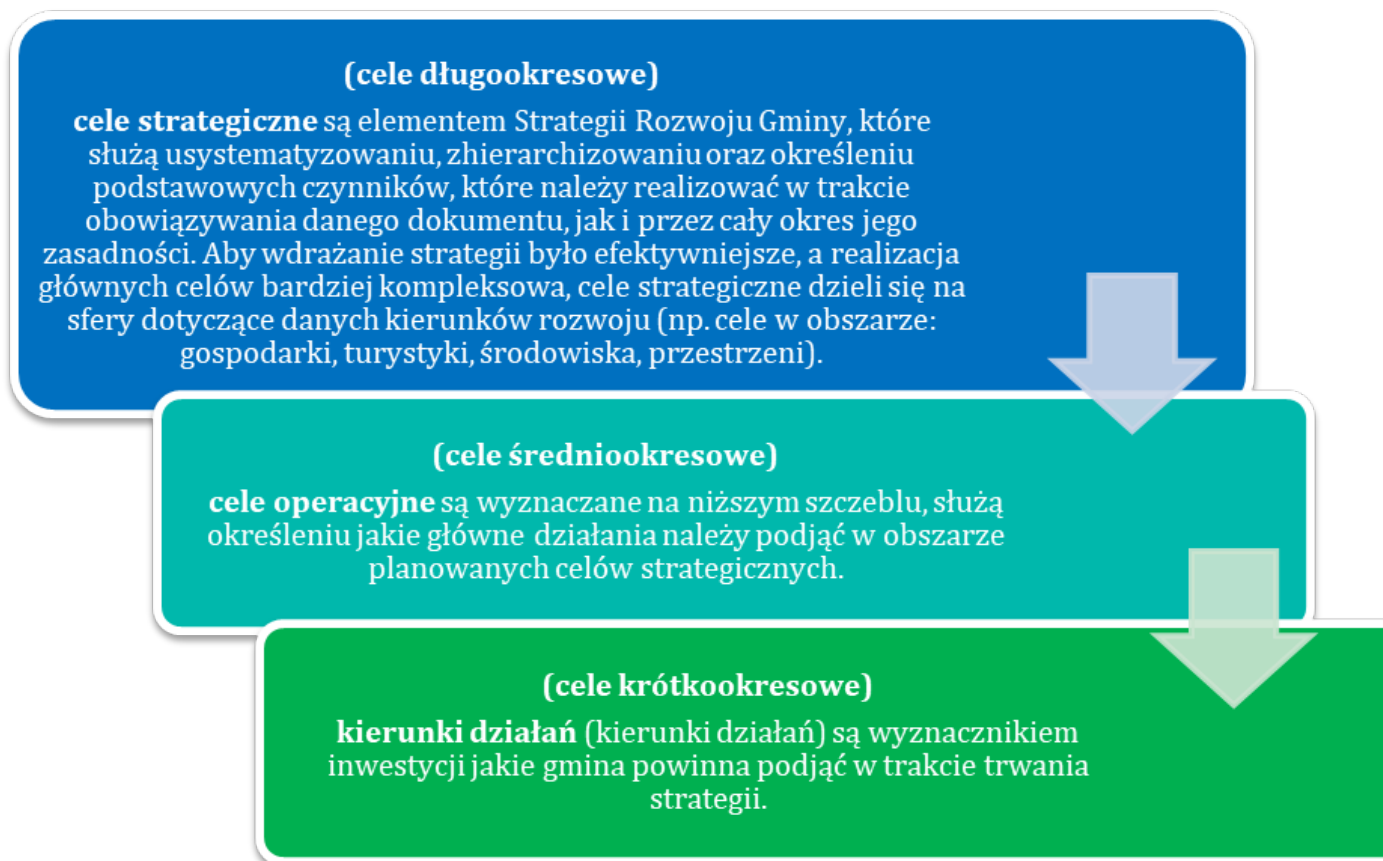 (cele długookresowe)
cele strategiczne są elementem Strategii Rozwoju Gminy, które
służą usystematyzowaniu, zhierarchizowaniu oraz określeniu
podstawowych czynników, które należy realizować w trakcie
obowiązywania danego dokumentu, jak i przez cały okres jego
zasadności. Aby wdrażanie strategii było efektywniejsze, a realizacja
głównych celów bardziej kompleksowa, cele strategiczne dzieli się na
sfery dotyczące danych kierunków rozwoju (np. cele w obszarze:
gospodarki, turystyki, środowiska, przestrzeni).
(cele średniookresowe)
cele operacyjne są wyznaczane na niższym szczeblu, służą
określeniu jakie główne działania należy podjąć w obszarze
planowanych celów strategicznych.
(cele krótkookresowe)
kierunki działań (kierunki działań) są wyznacznikiem
inwestycji jakie gmina powinna podjąć w trakcie trwania
strategii.